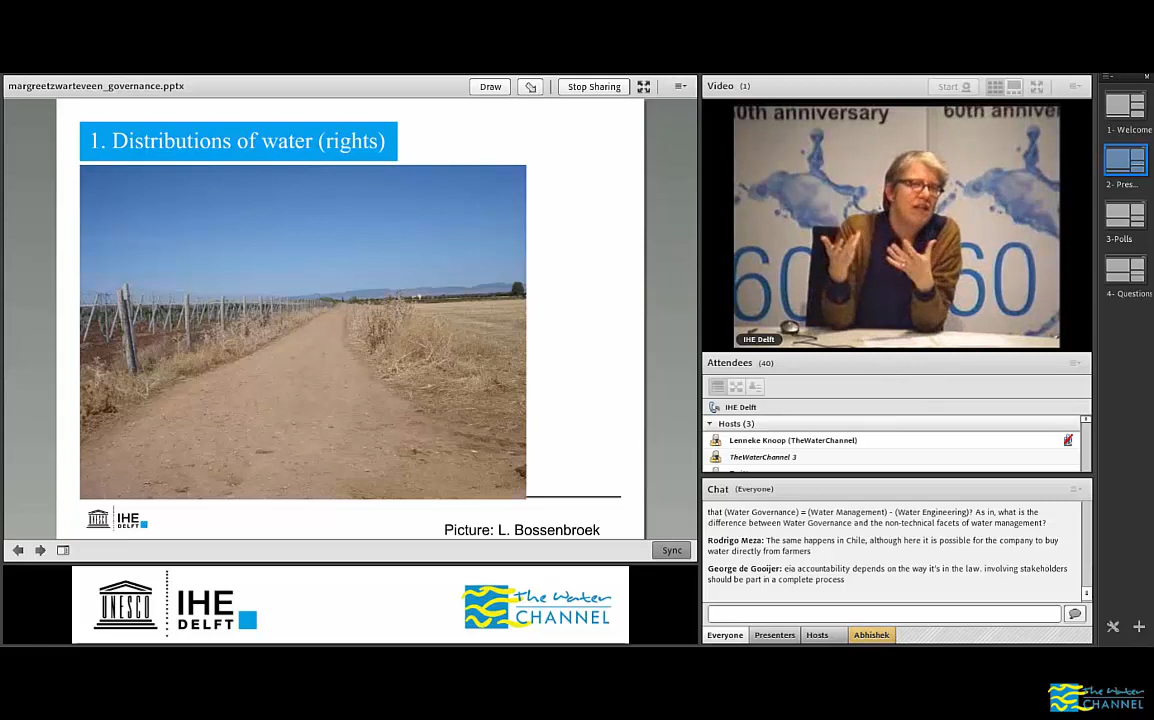 margreetzwarteveen_governance.pptx
Draw
Stop Sharing
1. Distributions of water (rights)
IHE
DELFT
Picture: L. Bossenbroek
Sync
UNESCO
IHE
DELFT
The Water
CHANNEL
Video (1)
Start
60th anniversary
60th annive
60
60
IHE Delft
Attendees (40)
IHE Delft
Hosts (3)
Lenneke Knoop (TheWaterChannel)
TheWaterChannel 3
Chat (Everyone)
that (Water Governance) = (Water Management) - (Water Engineering)? As in, what is the
difference between Water Governance and the non-technical facets of water management?
Rodrigo Meza: The same happens in Chile, although here it is possible for the company to buy
water directly from farmers
George de Gooijer: eia accountability depends on the way it's in the law. involving stakeholders
should be part in a complete process
Everyone
Presenters
Hosts
Abhishek
1- Welcome
2- Pres...
3-Polls
4- Questions
The Water
CHANNEL